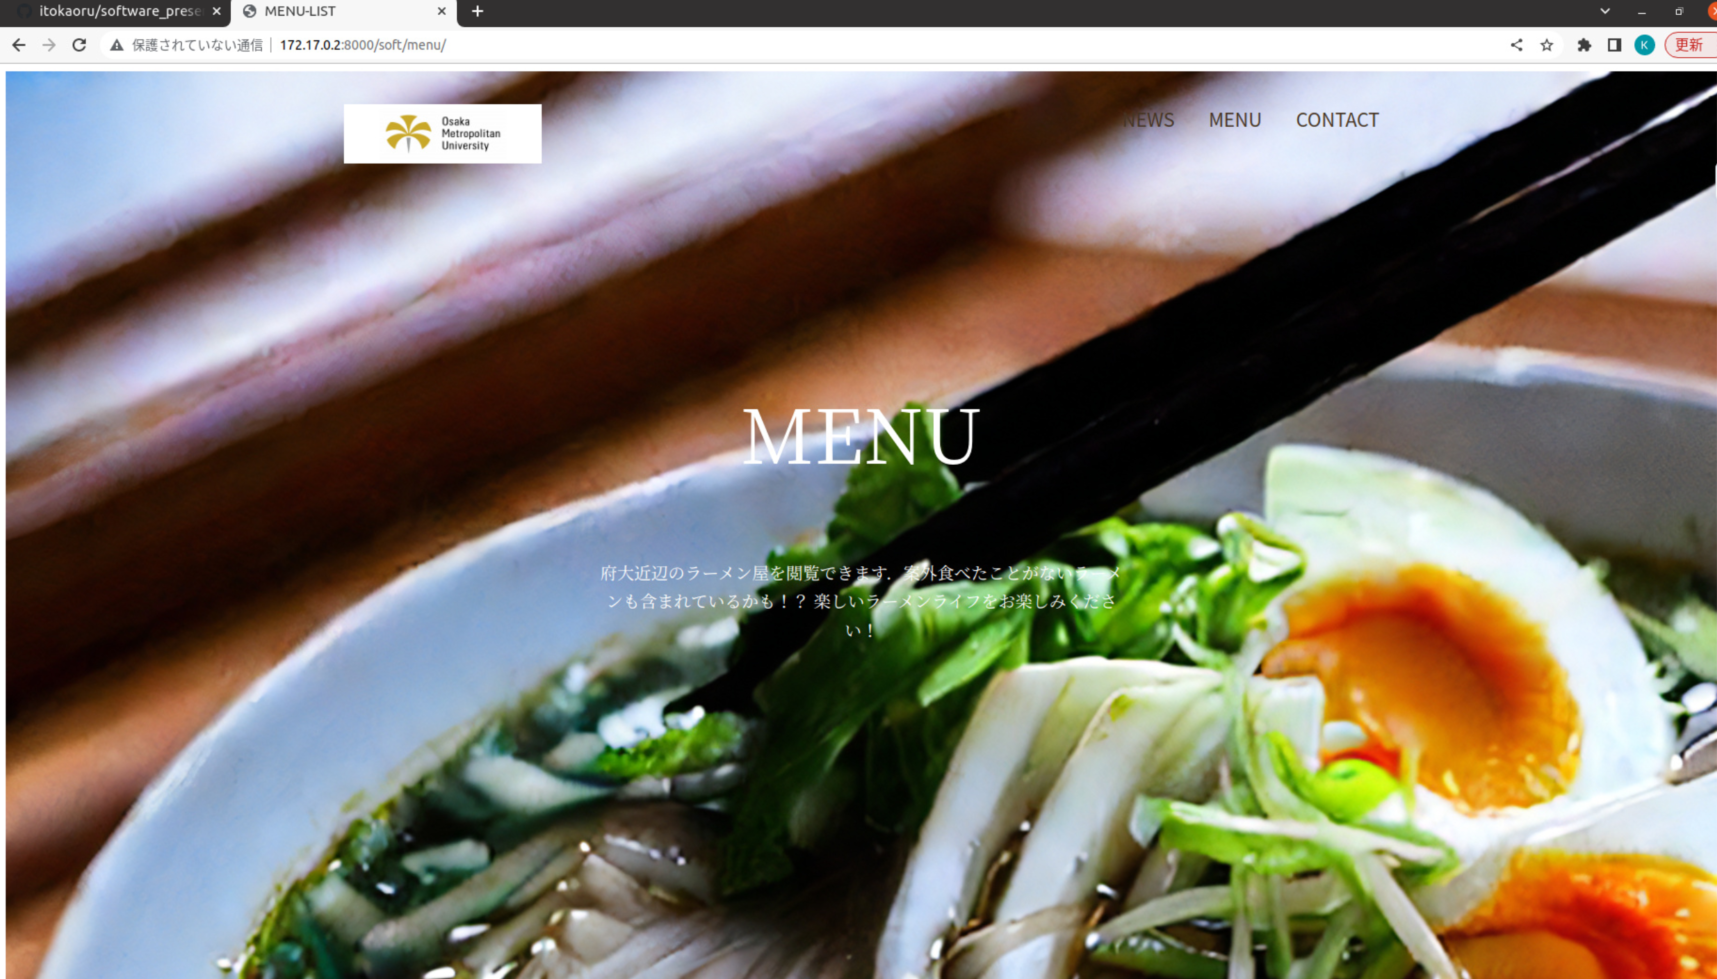 itokaoru/software_prese
MENU-LIST
保護されていない通信
172.17.0.2:8000/soft/menu/
K
更新
Osaka
Metropolitan
University
NEWS
MENU
CONTACT
MENU
府大近辺のラーメン屋を閲覧できます．案外食べたことがないラーメ
ンも含まれているかも！？ 楽しいラーメンライフをお楽しみくださ
い！